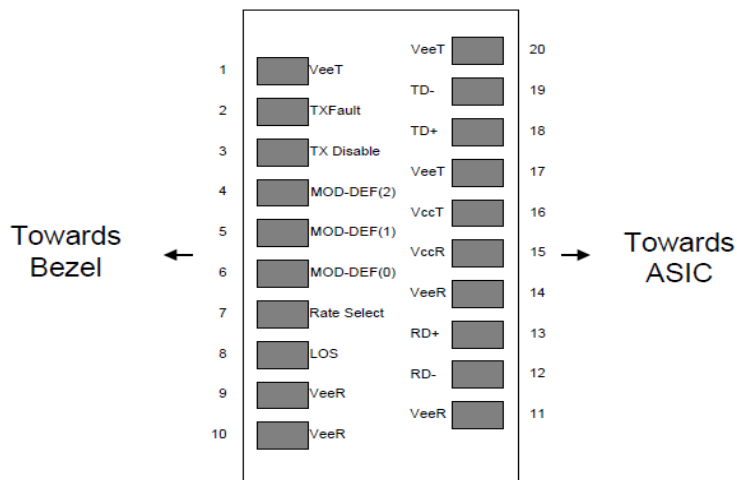 VeeT 20
1 VeeT
TD- 19
2 TXFault
TD+ 18
3 TX Disable
VeeT 17
4 MOD-DEF(2)
VccT 16
5 MOD-DEF(1)
Towards
Bezel
VccR 15
Towards
ASIC
6 MOD-DEF(0)
VeeR 14
7 Rate Select
RD+ 13
8 LOS
RD- 12
9 VeeR
VeeR 11
10 VeeR